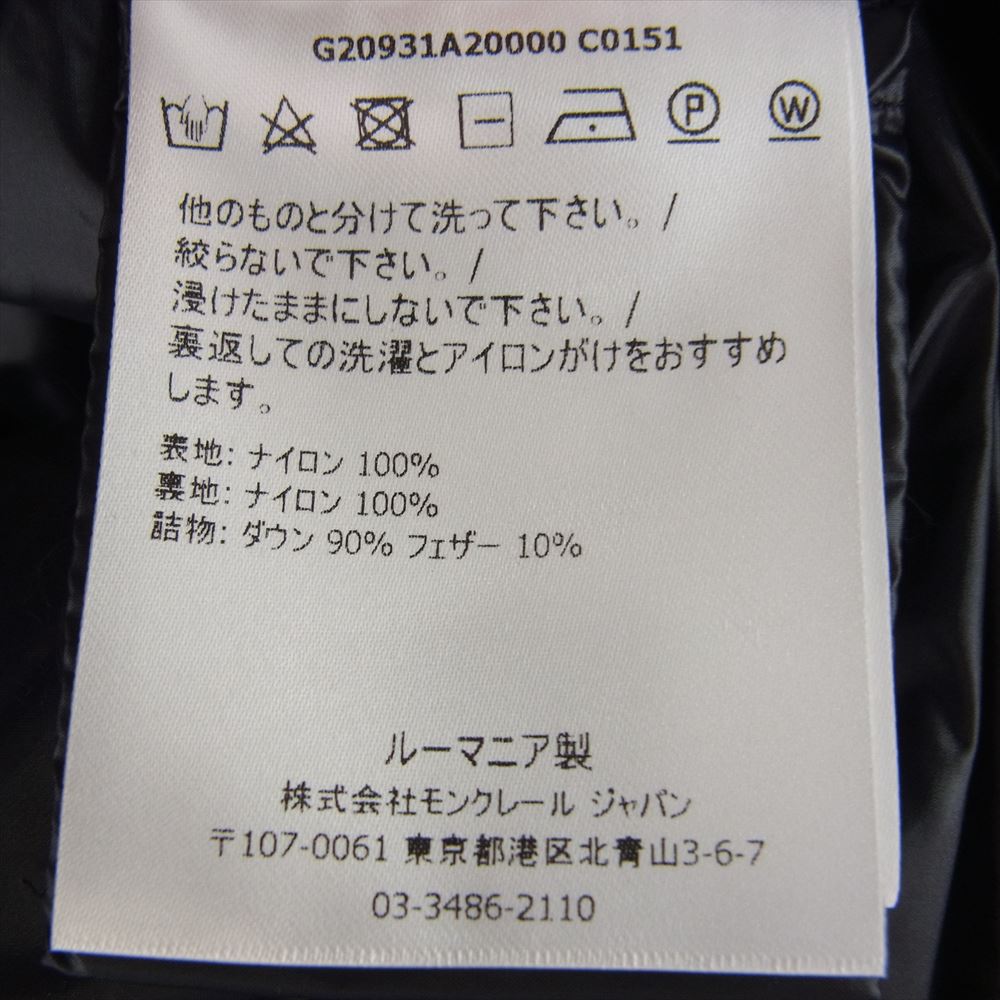 G20931A20000 C0151
P W
他のものと分けて洗って下さい。/
絞らないで下さい。/
浸けたままにしないで下さい。/
裏返しての洗濯とアイロンがけをおすすめ
します。
表地: ナイロン 100%
裏地: ナイロン 100%
詰物: ダウン 90% フェザー 10%
ルーマニア製
株式会社モンクレール ジャパン
〒107-0061 東京都港区北青山3-6-7
03-3486-2110